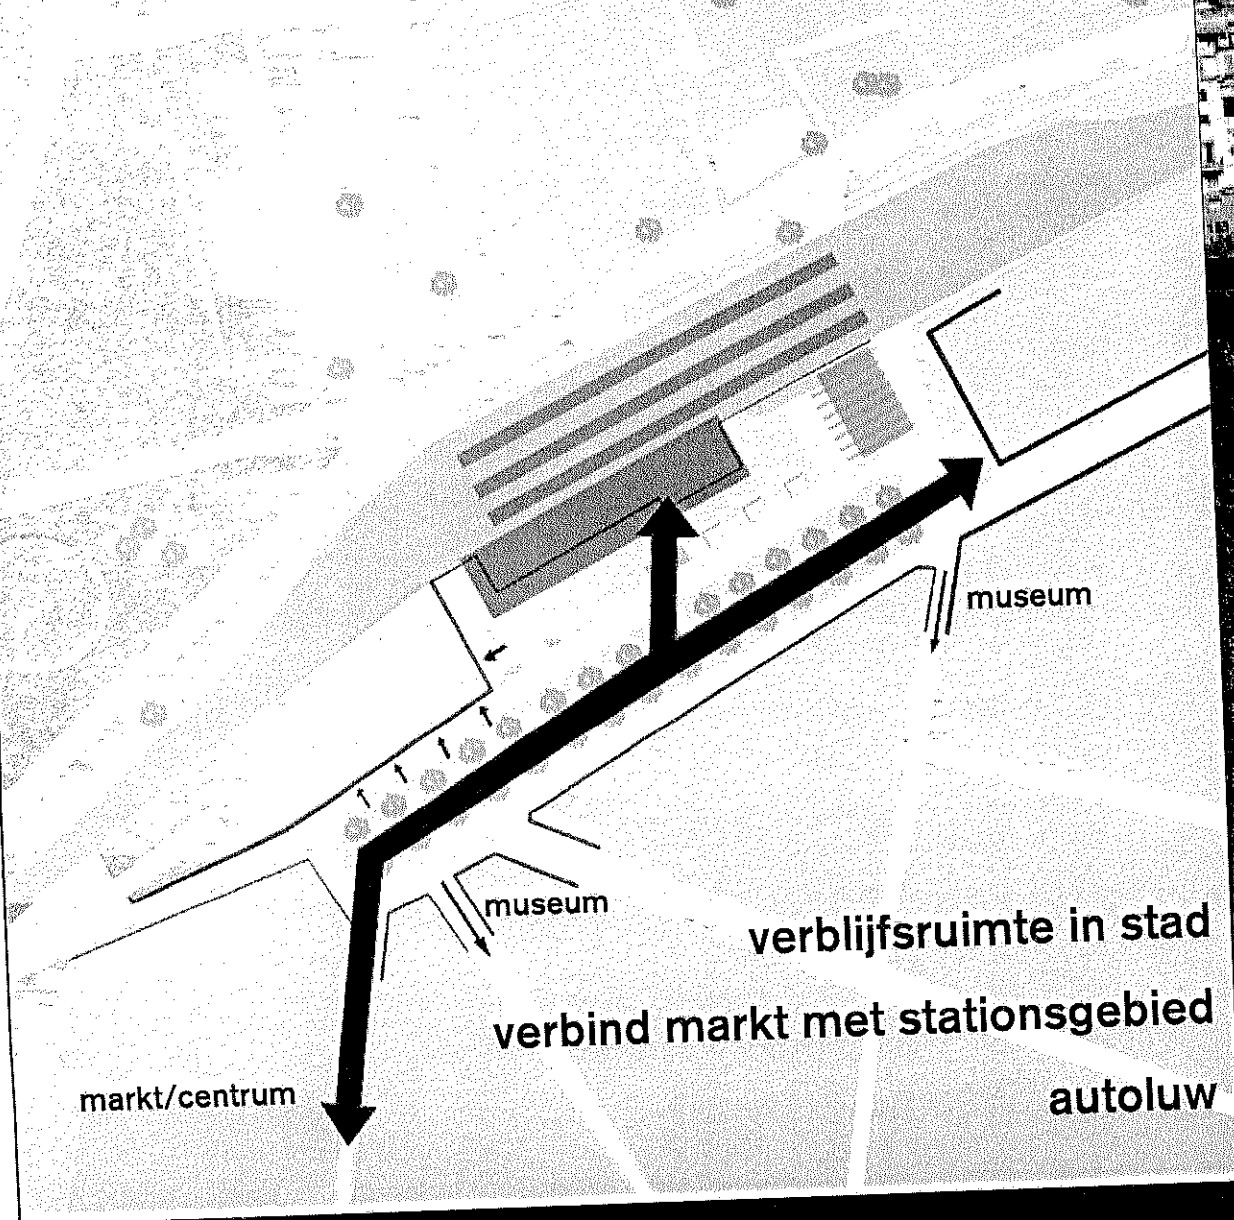 museum
museum
verblijfsruimte in stad
verbind markt met stationsgebied
markt/centrum
autoluw